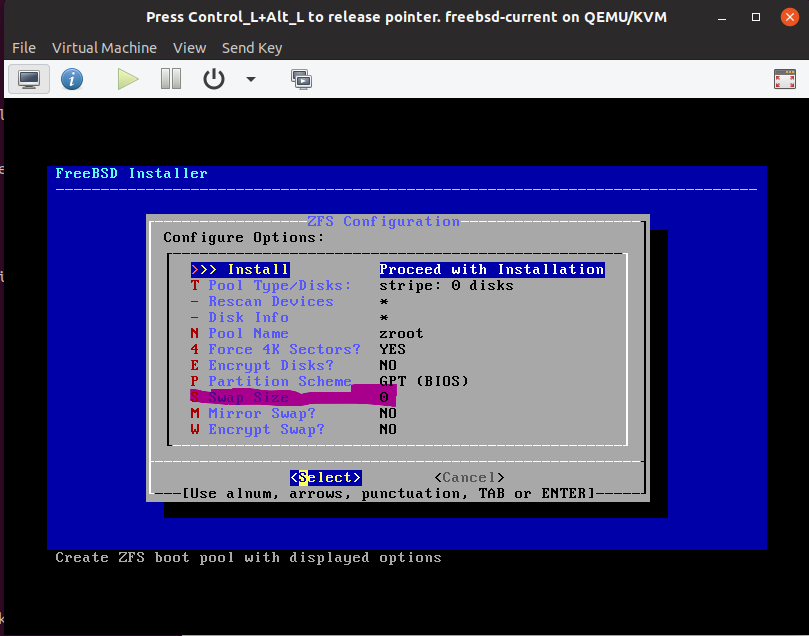 Press Control_L+Alt_L to release pointer. freebsd-current on QEMU/KVM
File Virtual Machine View Send Key
FreeBSD Installer
ZFS Configuration
Configure Options:
>>> Install Proceed with Installation
T Pool Type/Disks: stripe: 0 disks
- Rescan Devices *
- Disk Info *
N Pool Name zroot
4 Force 4K Sectors? YES
E Encrypt Disks? NO
P Partition Scheme GPT (BIOS)
S Swap Size 0
M Mirror Swap? NO
W Encrypt Swap? NO
<Select> <Cancel>
[Use alnum, arrows, punctuation, TAB or ENTER]
Create ZFS boot pool with displayed options